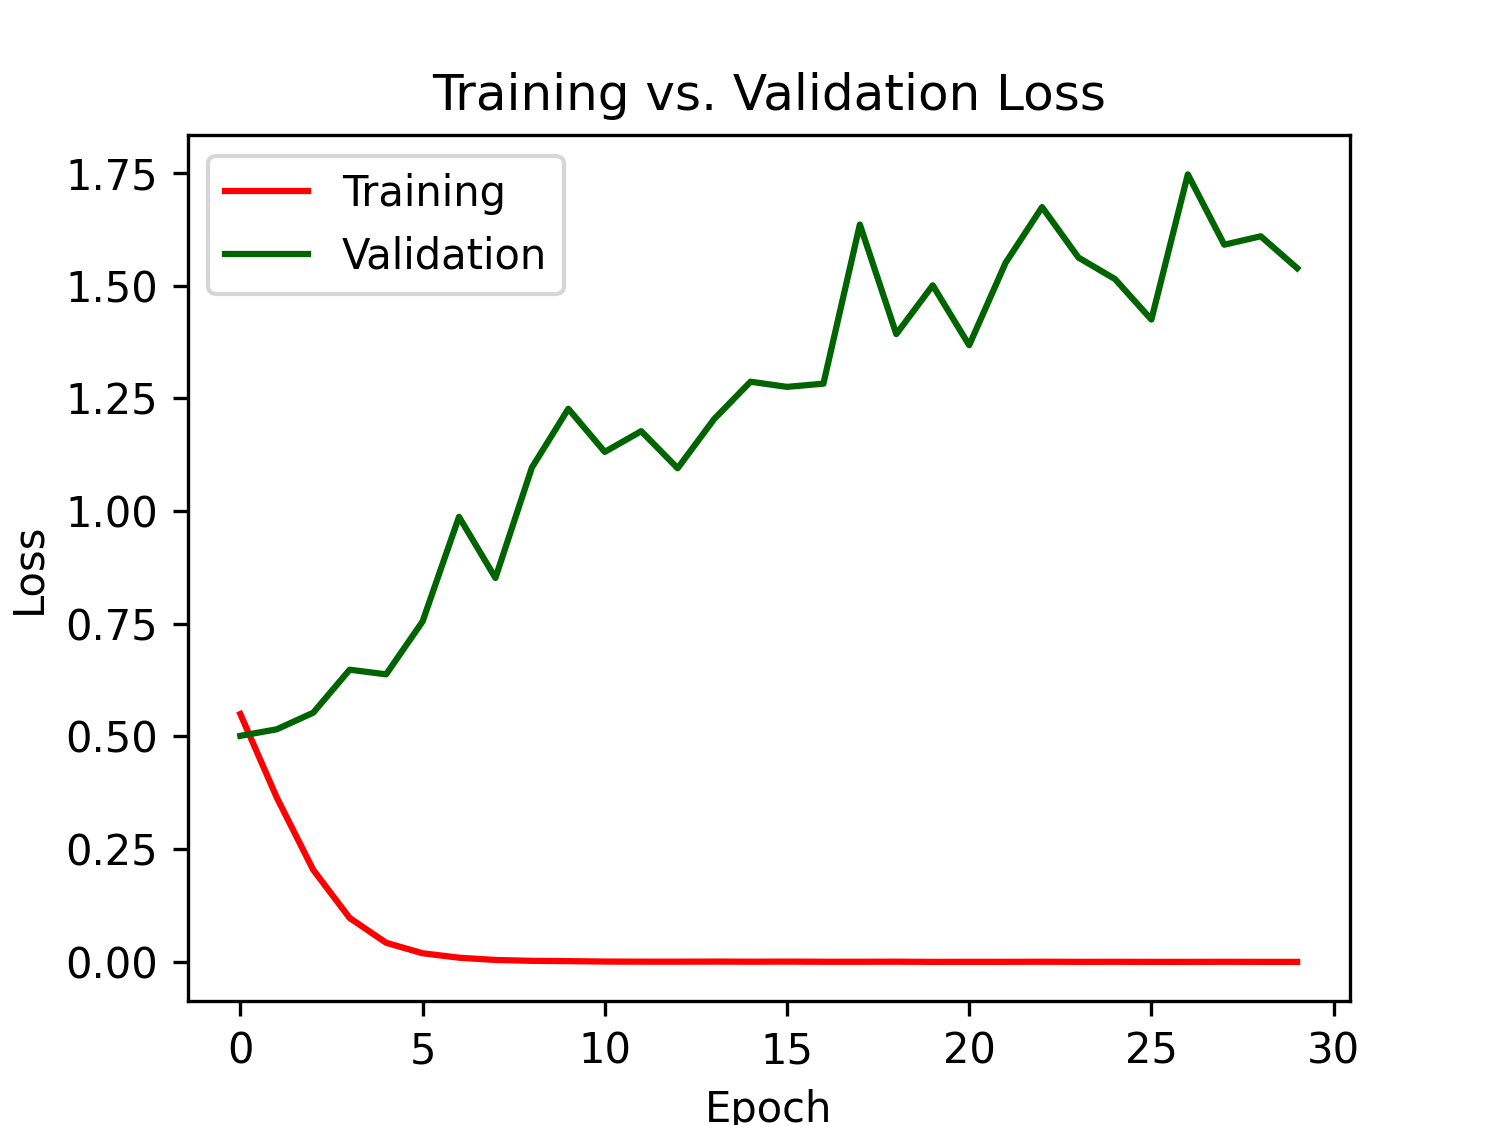 Training vs. Validation Loss
Training
Validation
1.75
1.50
1.25
1.00
0.75
0.50
0.25
0.00
Loss
0 5 10 15 20 25 30
Epoch